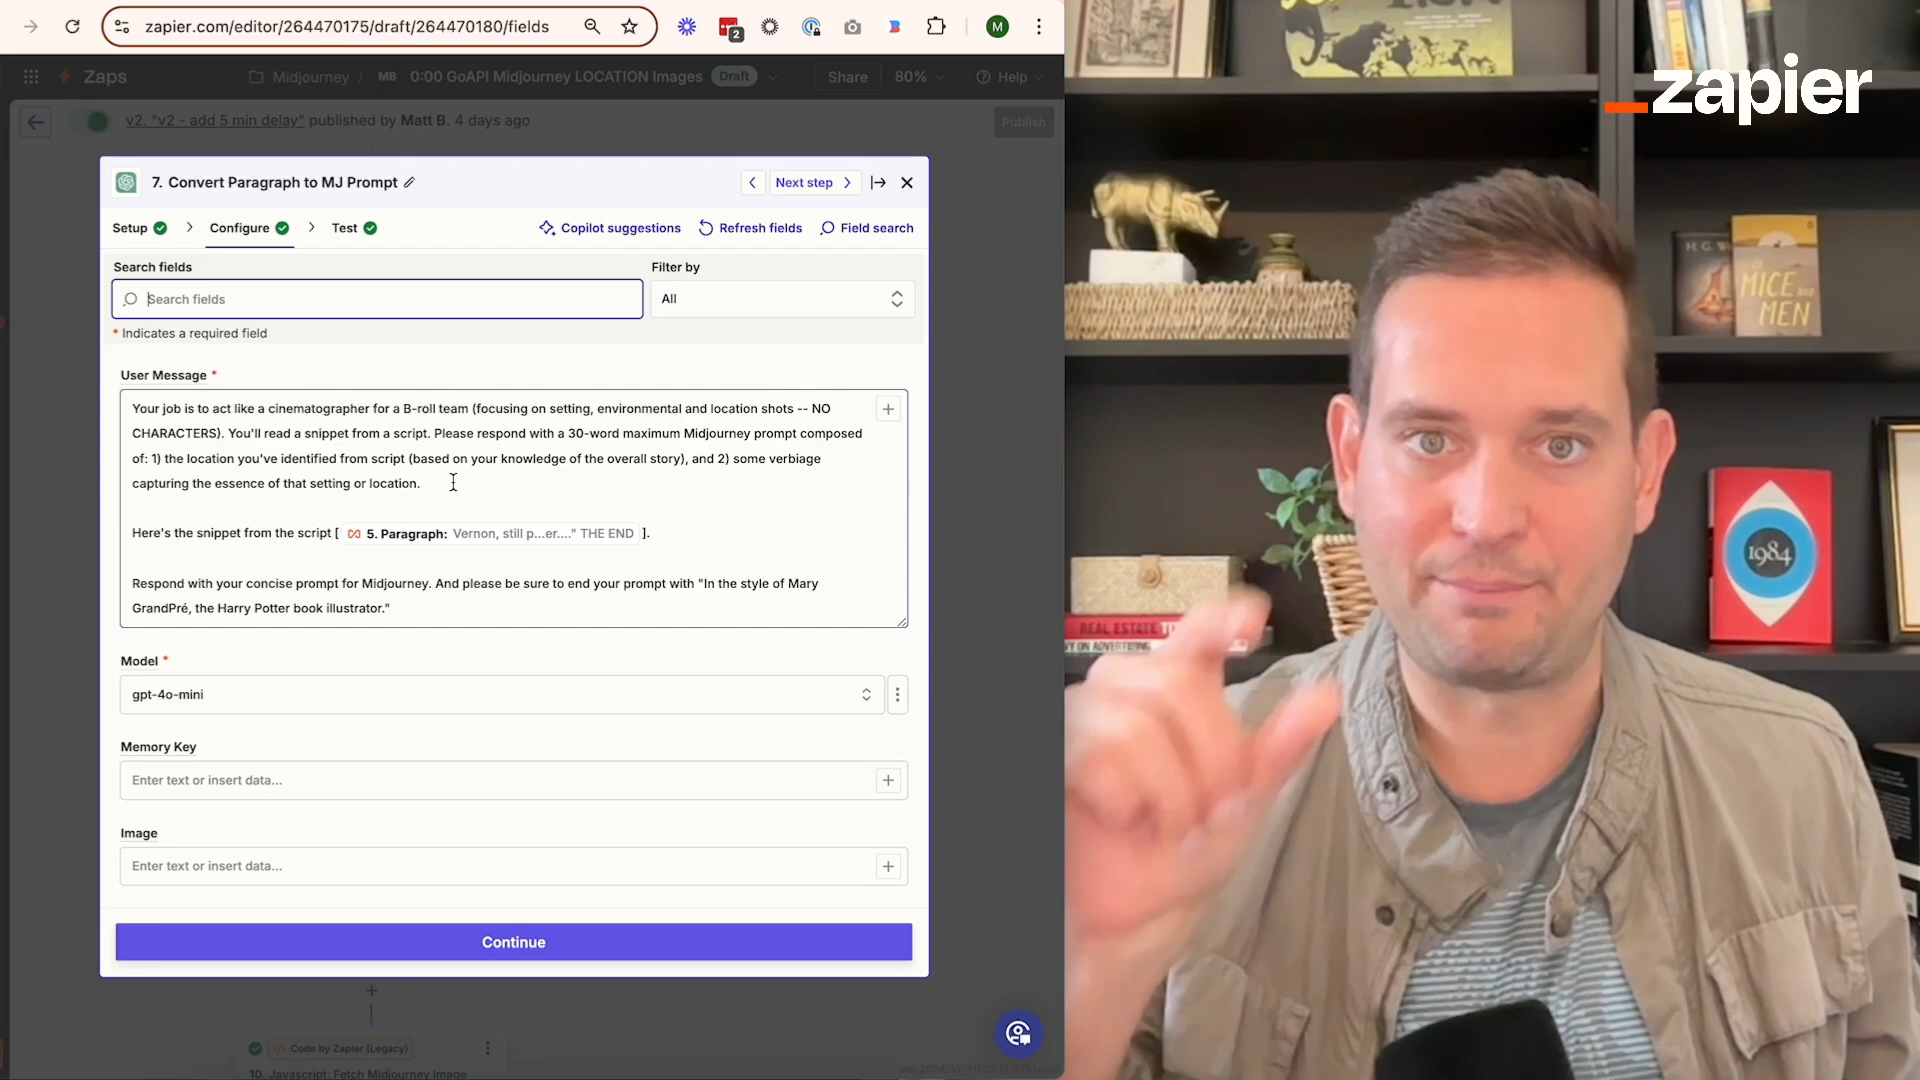 zapier.com/editor/264470175/draft/264470180/fields
2
M
Zaps
Midjourney /
MB
0:00 GoAPI Midjourney LOCATION Images
Draft
Share
80%
Help
v2. "v2 - add 5 min delay" published by Matt B. 4 days ago
Publish
7. Convert Paragraph to MJ Prompt
Next step
Setup
Configure
Test
Copilot suggestions
Refresh fields
Field search
Search fields
Filter by
Search fields
All
* Indicates a required field
User Message *
Your job is to act like a cinematographer for a B-roll team (focusing on setting, environmental and location shots -- NO
CHARACTERS). You'll read a snippet from a script. Please respond with a 30-word maximum Midjourney prompt composed
of: 1) the location you've identified from script (based on your knowledge of the overall story), and 2) some verbiage
capturing the essence of that setting or location.
Here's the snippet from the script [ 5. Paragraph: Vernon, still p...er...." THE END ].
Respond with your concise prompt for Midjourney. And please be sure to end your prompt with "In the style of Mary
GrandPré, the Harry Potter book illustrator."
Model *
gpt-4o-mini
Memory Key
Enter text or insert data...
Image
Enter text or insert data...
Continue
Code by Zapier (Legacy)
10. Javascript: Fetch Midjourney Image
_zapier
H. G. W
MICE and
MEN
1984
REAL ESTATE
ON ADVERTISING